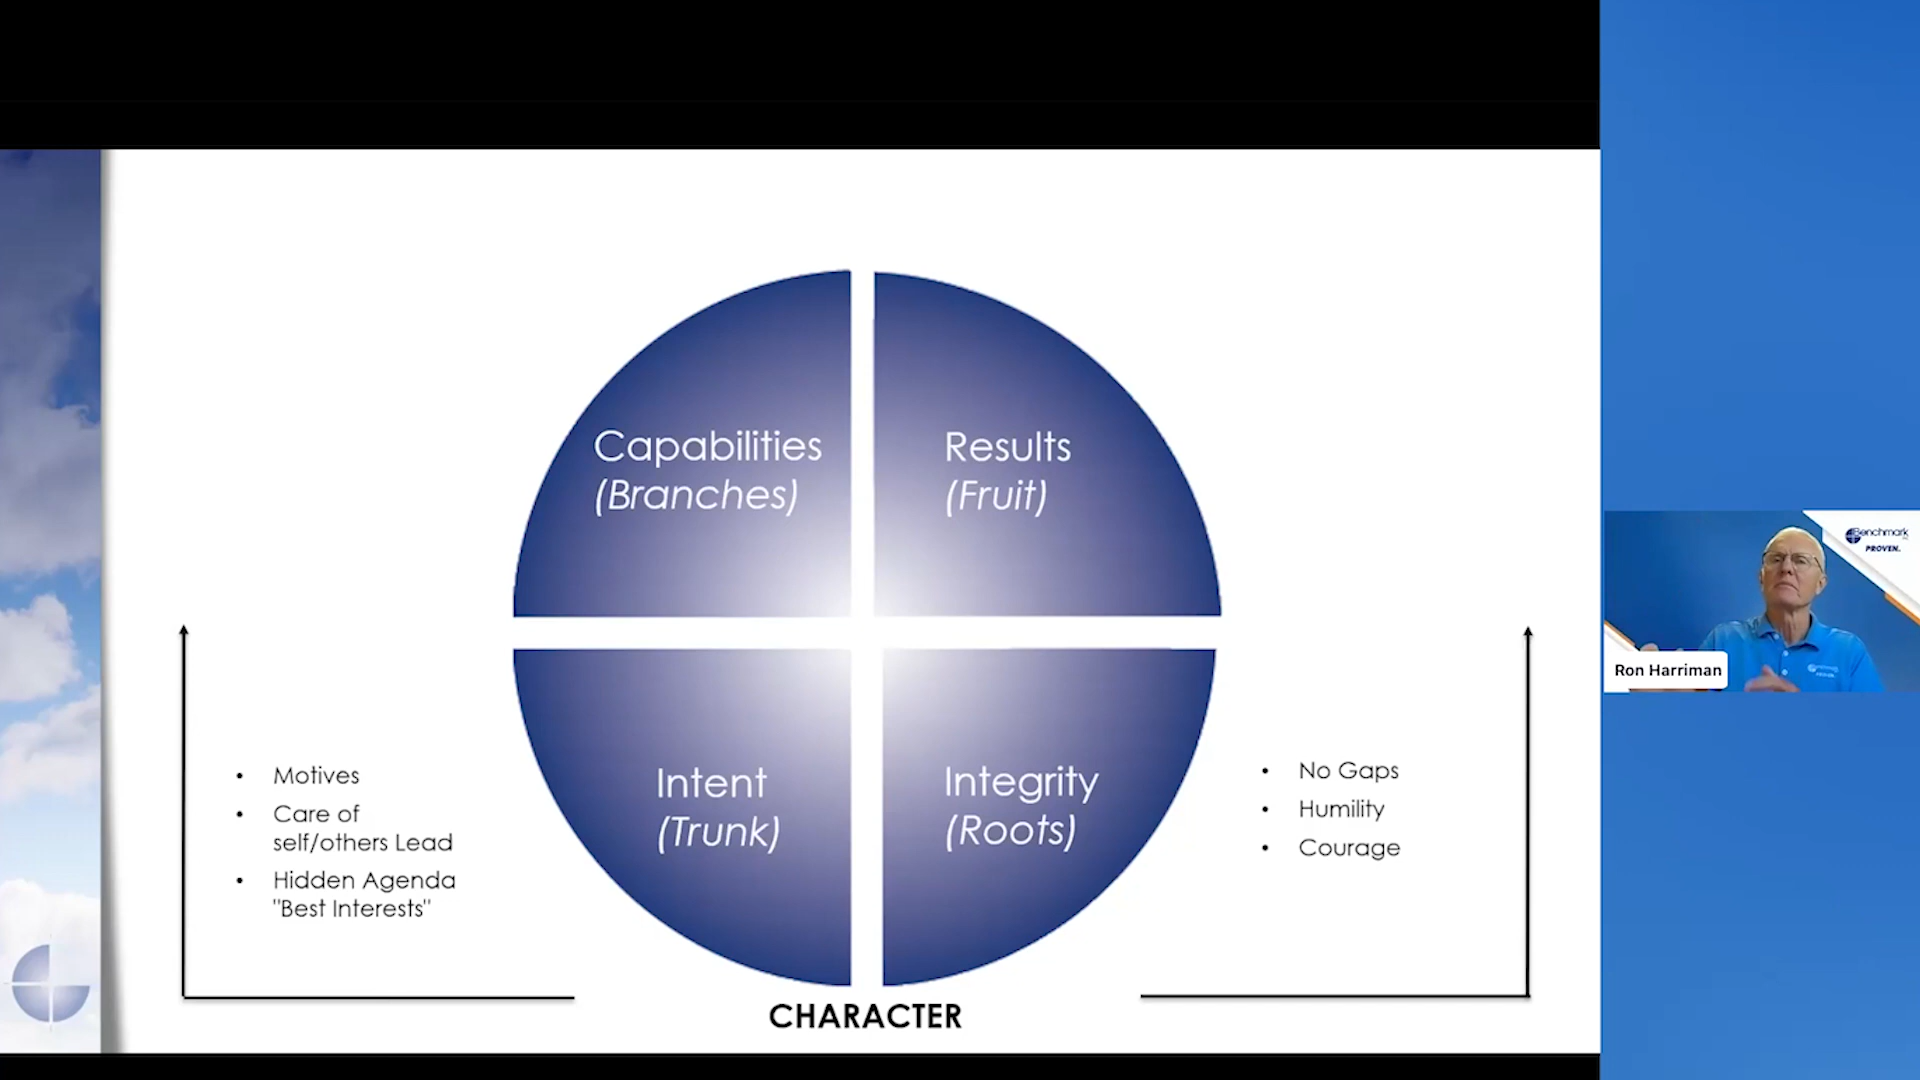 Capabilities
(Branches)
Results
(Fruit)
Intent
(Trunk)
Integrity
(Roots)
• Motives
• Care of
self/others Lead
• Hidden Agenda
"Best Interests"
• No Gaps
• Humility
• Courage
CHARACTER
Benchmark
PROVEN.
Ron Harriman